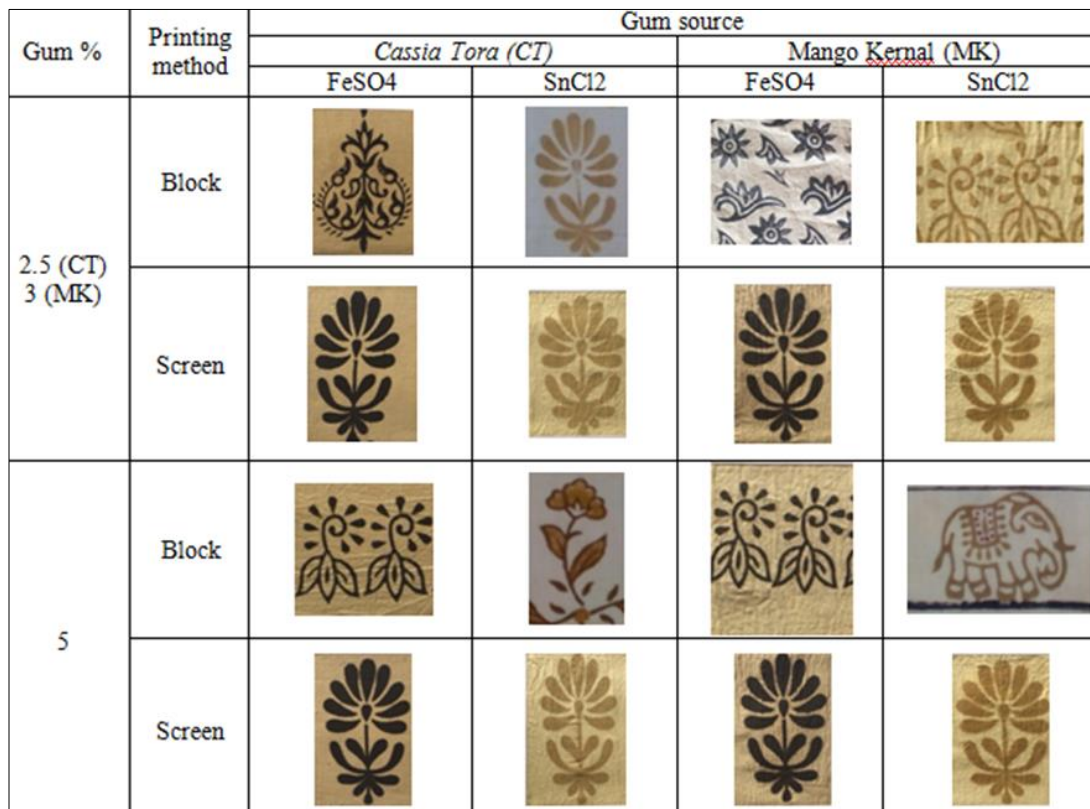 Gum %
Printing
method
Gum source
Cassia Tora (CT)
Mango Kernal (MK)
FeSO4
SnCl2
FeSO4
SnCl2
2.5 (CT)
3 (MK)
Block
Screen
5
Block
Screen